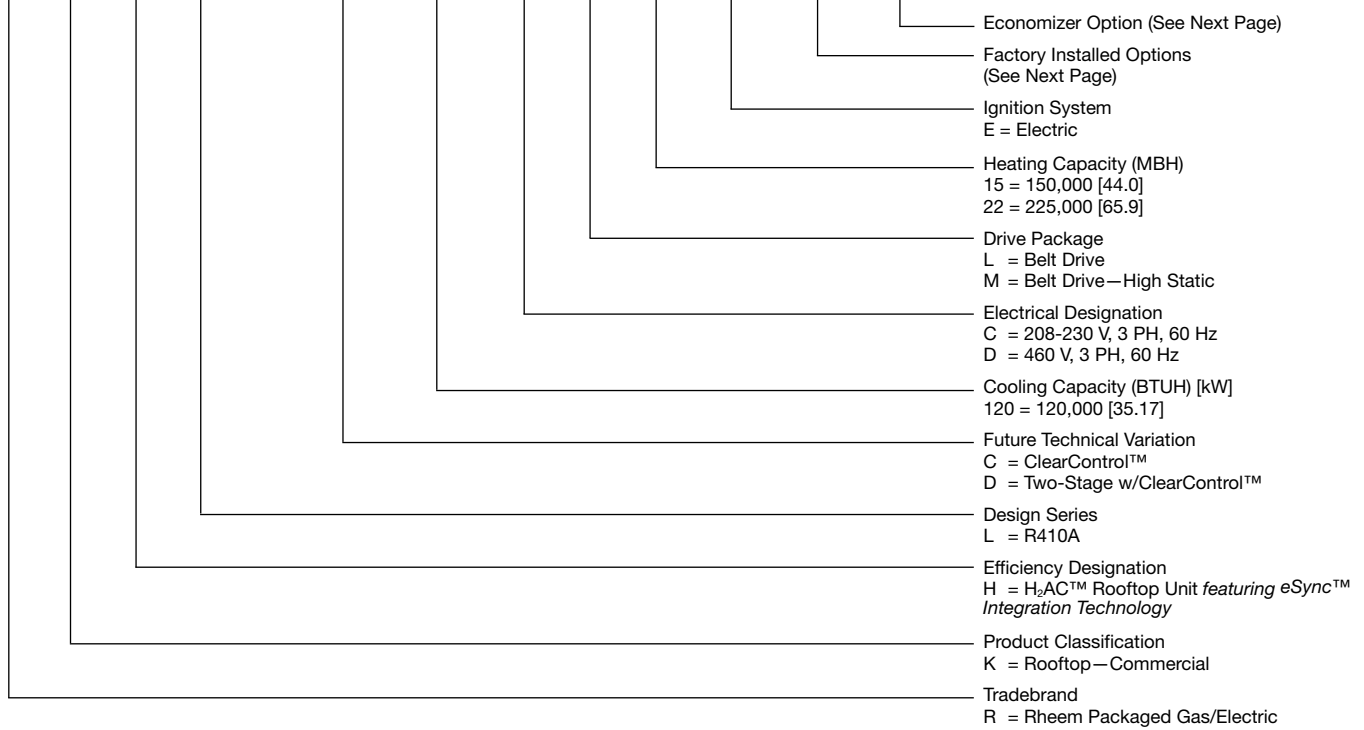 Economizer Option (See Next Page)
Factory Installed Options
(See Next Page)
Ignition System
E = Electric
Heating Capacity (MBH)
15 = 150,000 [44.0]
22 = 225,000 [65.9]
Drive Package
L = Belt Drive
M = Belt Drive—High Static
Electrical Designation
C = 208-230 V, 3 PH, 60 Hz
D = 460 V, 3 PH, 60 Hz
Cooling Capacity (BTUH) [kW]
120 = 120,000 [35.17]
Future Technical Variation
C = ClearControl™
D = Two-Stage w/ClearControl™
Design Series
L = R410A
Efficiency Designation
H = H₂AC™ Rooftop Unit featuring eSync™
Integration Technology
Product Classification
K = Rooftop—Commercial
Tradebrand
R = Rheem Packaged Gas/Electric